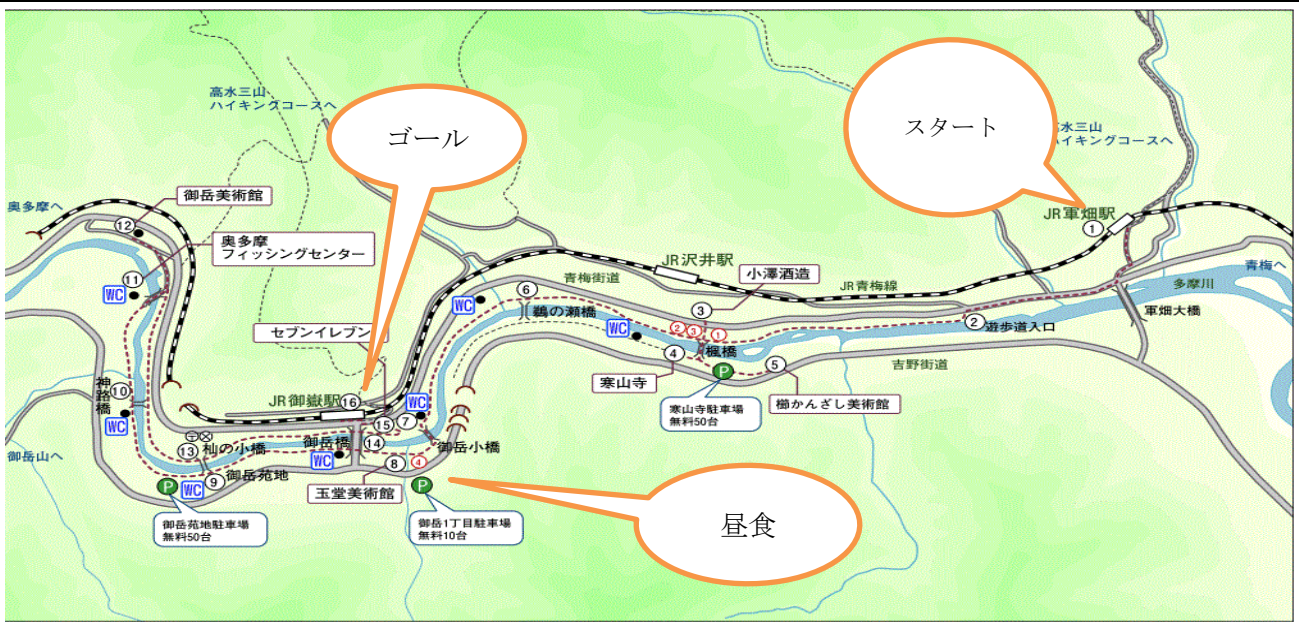 ゴール
スタート
昼食
高水三山
ハイキングコースへ
水三山
イキングコースへ
奥多摩へ
御岳美術館
⑫
奥多摩
フィッシングセンター
⑪
WC
JR軍畑駅
①
JR沢井駅
小澤酒造
青梅街道
JR青梅線
青梅へ
多摩川
⑥
鵜の瀬橋
WC
WC
③
②
③
①
楓橋
②
遊歩道入口
軍畑大橋
④
寒山寺
P
⑤
吉野街道
櫛かんざし美術館
寒山寺駐車場
無料50台
セブンイレブン
神路橋
⑩
WC
JR御嶽駅
⑯
WC
⑮
⑦
⑬
杣の小橋
御岳橋
⑭
御岳小橋
御岳山へ
WC
⑧
④
⑨
御岳苑地
P
WC
玉堂美術館
P
御岳苑地駐車場
無料50台
御岳1丁目駐車場
無料10台